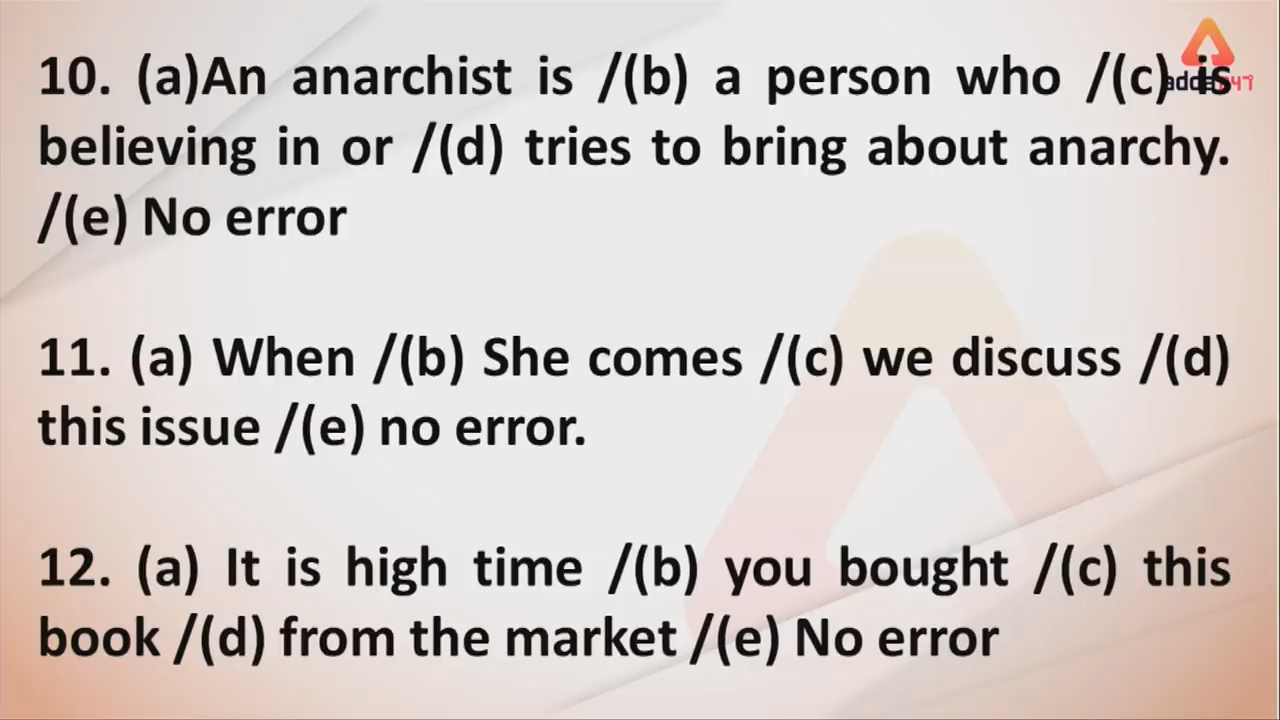 10. (a)An anarchist is /(b) a person who /(c) is
believing in or /(d) tries to bring about anarchy.
/(e) No error
11. (a) When /(b) She comes /(c) we discuss /(d)
this issue /(e) no error.
12. (a) It is high time /(b) you bought /(c) this
book /(d) from the market /(e) No error
adda247